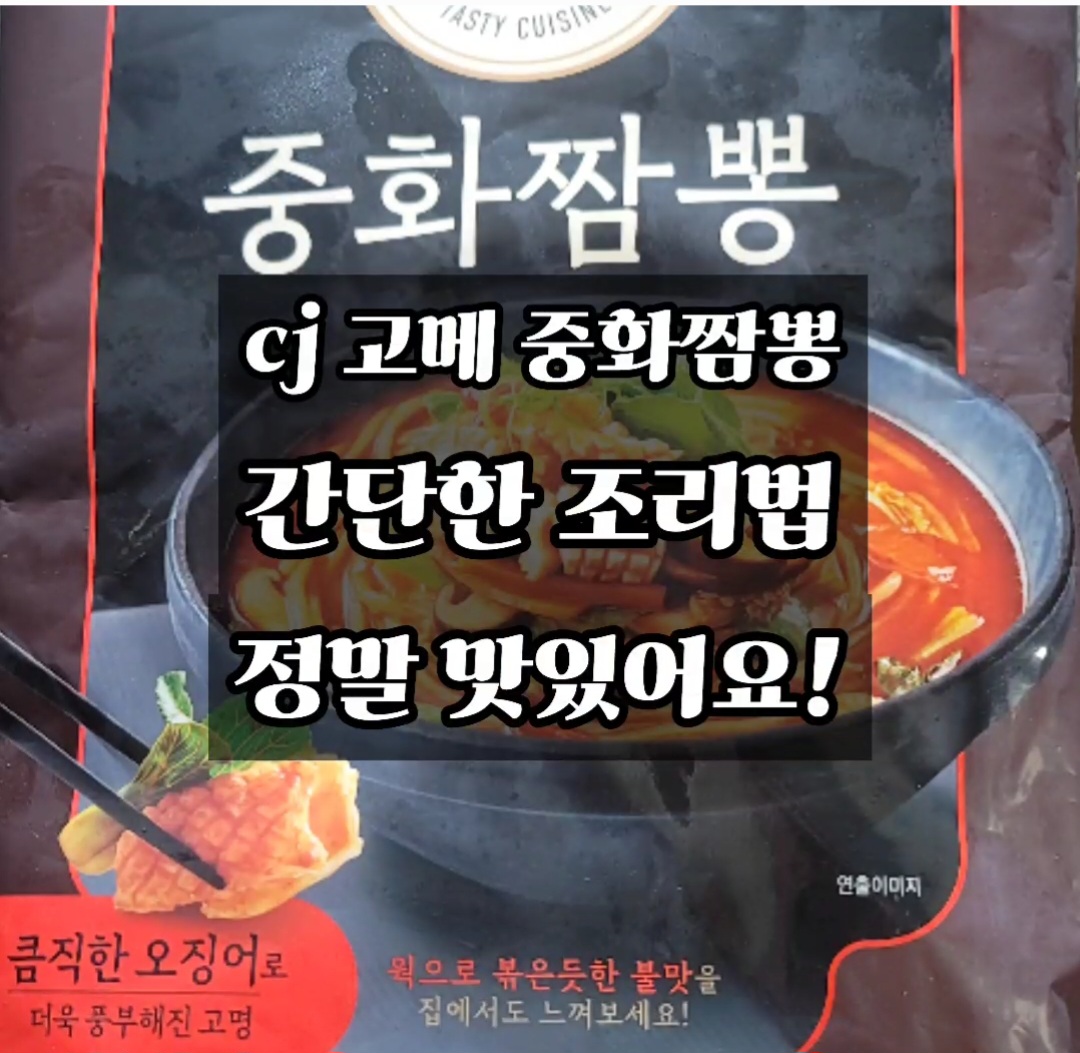 TASTY CUISINE
중화짬뽕
cj 고메 중화짬뽕
간단한 조리법
정말 맛있어요!
연출이미지
큼직한 오징어로
더욱 풍부해진 고명
웍으로 볶은듯한 불맛을
집에서도 느껴보세요!